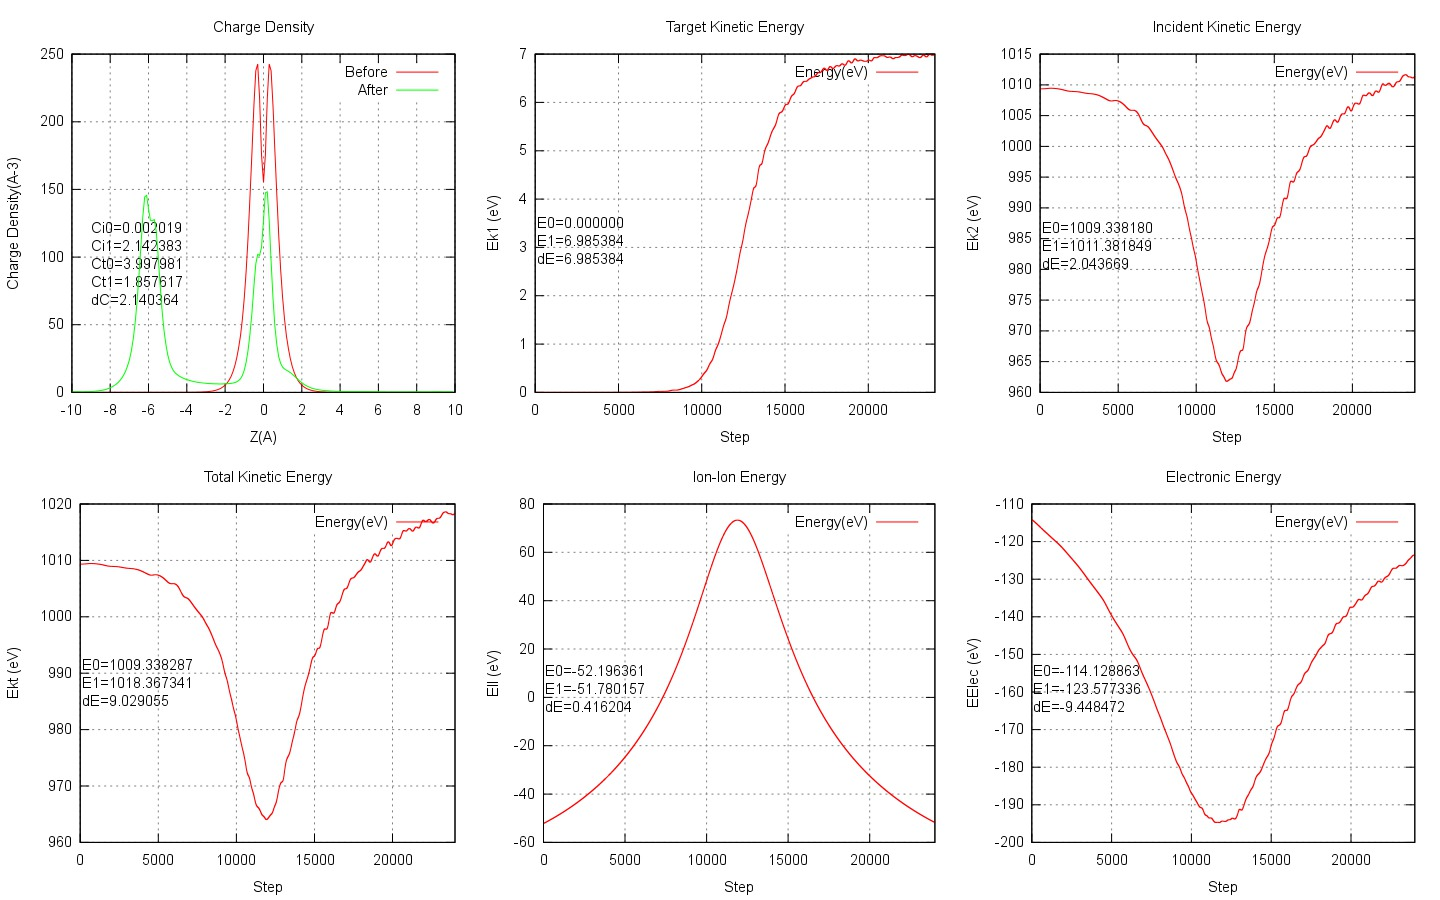 Charge Density
Charge Density(A-3)
250
200
150
100
50
0
Before
After
Ci0=0.002019
Ci1=2.142383
Ct0=3.997981
Ct1=1.857617
dC=2.140364
-10 -8 -6 -4 -2 0 2 4 6 8 10
Z(A)
Target Kinetic Energy
Ek1 (eV)
7
6
5
4
3
2
1
0
Energy(eV)
E0=0.000000
E1=6.985384
dE=6.985384
0 5000 10000 15000 20000
Step
Incident Kinetic Energy
Ek2 (eV)
1015
1010
1005
1000
995
990
985
980
975
970
965
960
Energy(eV)
E0=1009.338180
E1=1011.381849
dE=2.043669
0 5000 10000 15000 20000
Step
Total Kinetic Energy
Ekt (eV)
1020
1010
1000
990
980
970
960
Energy(eV)
E0=1009.338287
E1=1018.367341
dE=9.029055
0 5000 10000 15000 20000
Step
Ion-Ion Energy
EII (eV)
80
60
40
20
0
-20
-40
-60
Energy(eV)
E0=-52.196361
E1=-51.780157
dE=0.416204
0 5000 10000 15000 20000
Step
Electronic Energy
EElec (eV)
-110
-120
-130
-140
-150
-160
-170
-180
-190
-200
Energy(eV)
E0=-114.128863
E1=-123.577336
dE=-9.448472
0 5000 10000 15000 20000
Step